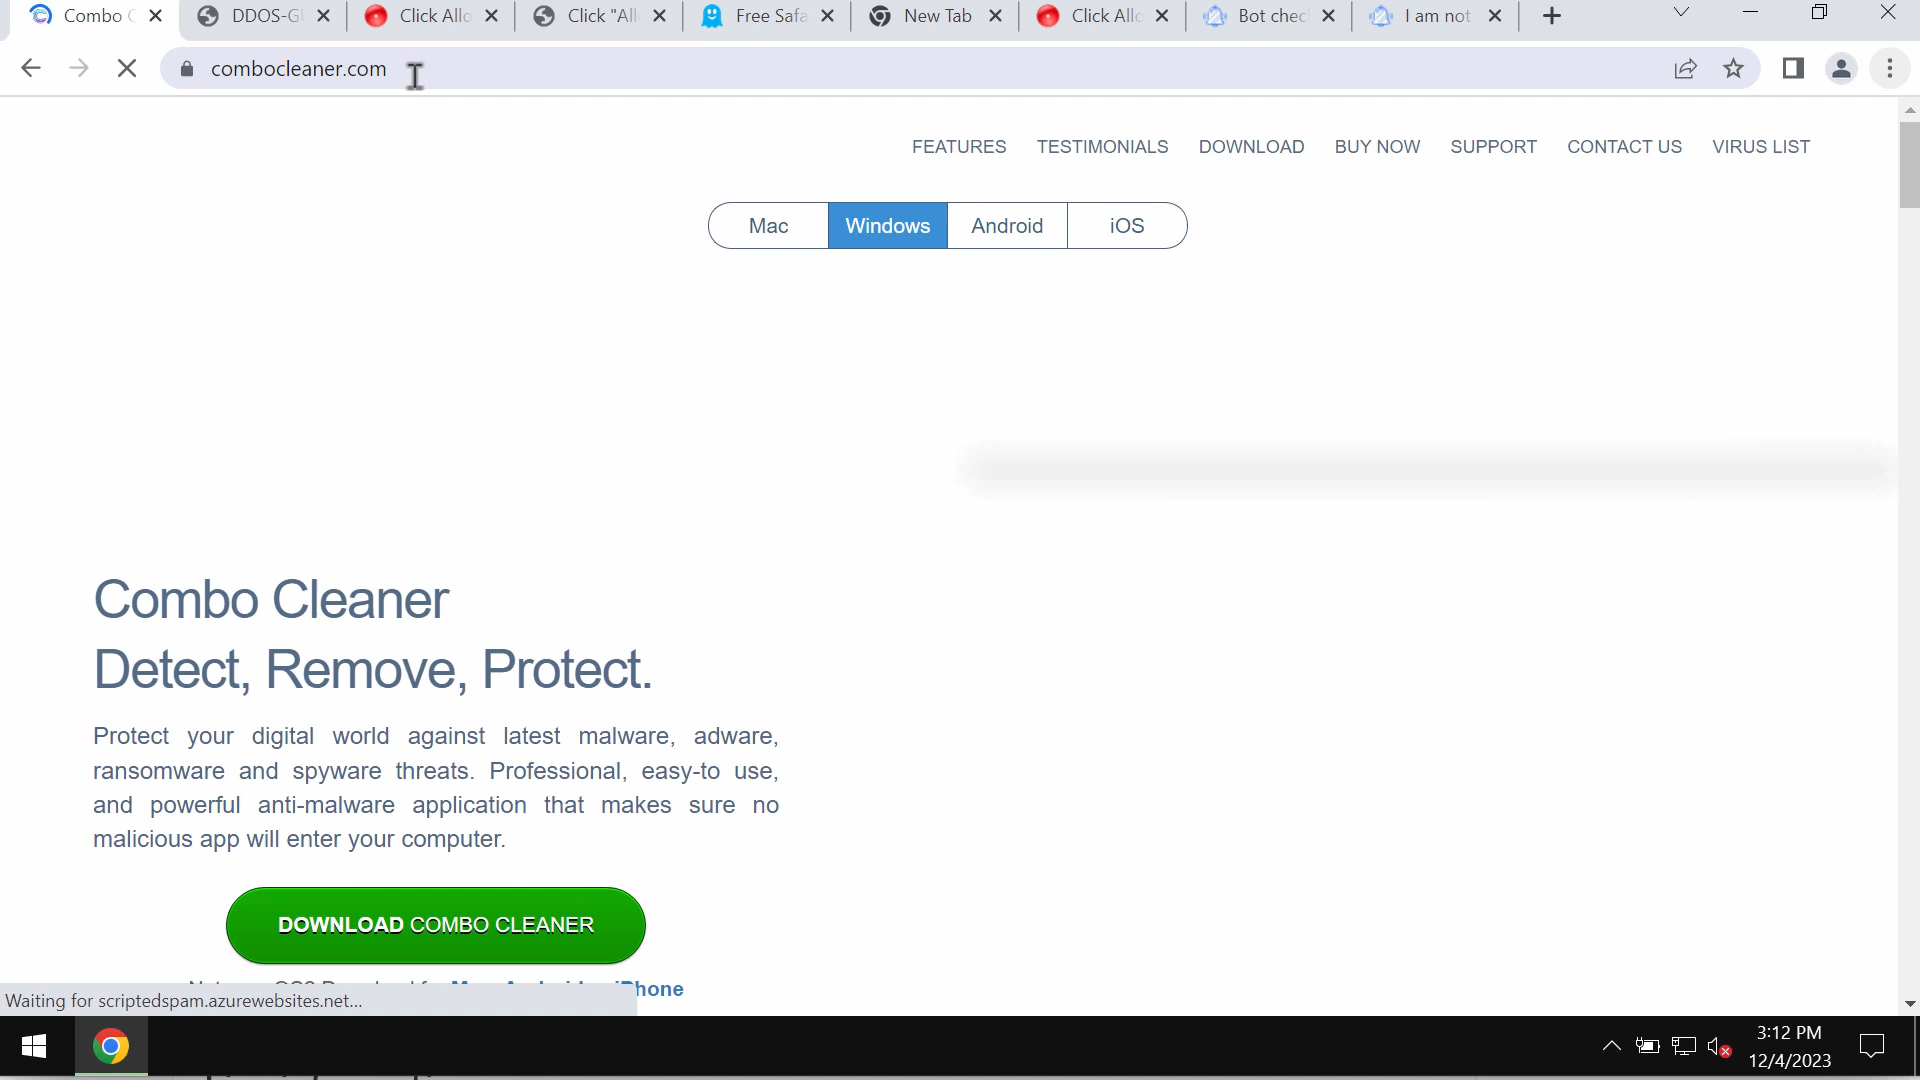 Combo
DDOS-G
Click Allo
Click "All
Free Safa
New Tab
Click Allo
Bot chec
I am not
combocleaner.com
FEATURES TESTIMONIALS DOWNLOAD BUY NOW SUPPORT CONTACT US VIRUS LIST
Mac Windows Android iOS
Combo Cleaner
Detect, Remove, Protect.
Protect your digital world against latest malware, adware,
ransomware and spyware threats. Professional, easy-to use,
and powerful anti-malware application that makes sure no
malicious app will enter your computer.
DOWNLOAD COMBO CLEANER
Phone
Waiting for scriptedspam.azurewebsites.net...
3:12 PM
12/4/2023